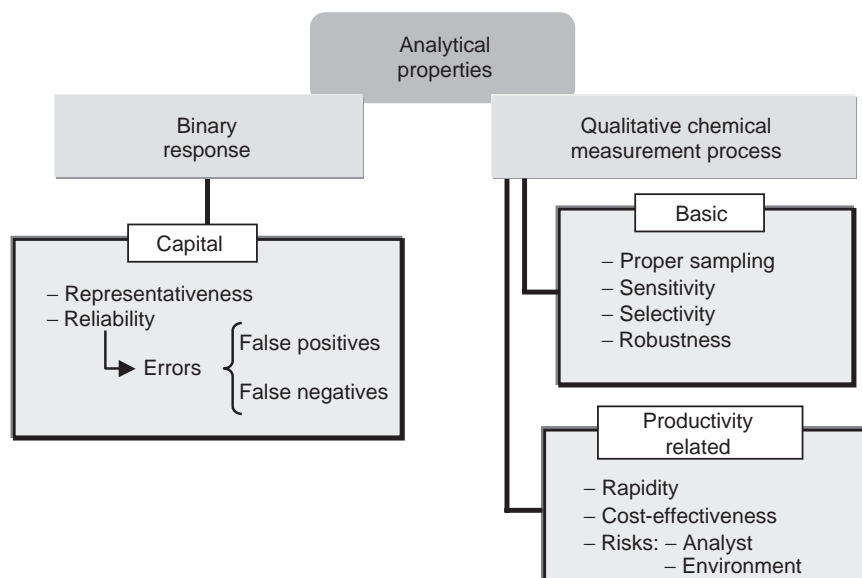 Analytical
properties
Binary
response
Capital
– Representativeness
– Reliability
Errors
False positives
False negatives
Qualitative chemical
measurement process
Basic
– Proper sampling
– Sensitivity
– Selectivity
– Robustness
Productivity
related
– Rapidity
– Cost-effectiveness
– Risks: – Analyst
– Environment